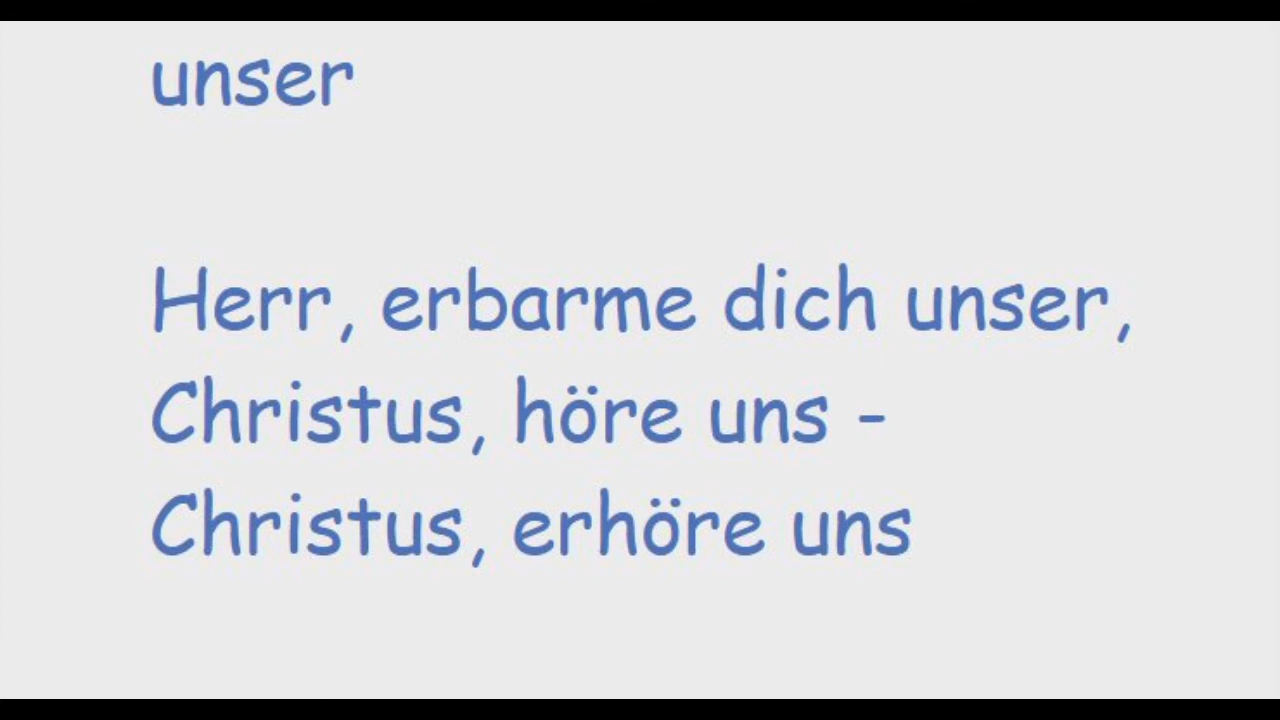 unser
Herr, erbarme dich unser,
Christus, höre uns -
Christus, erhöre uns